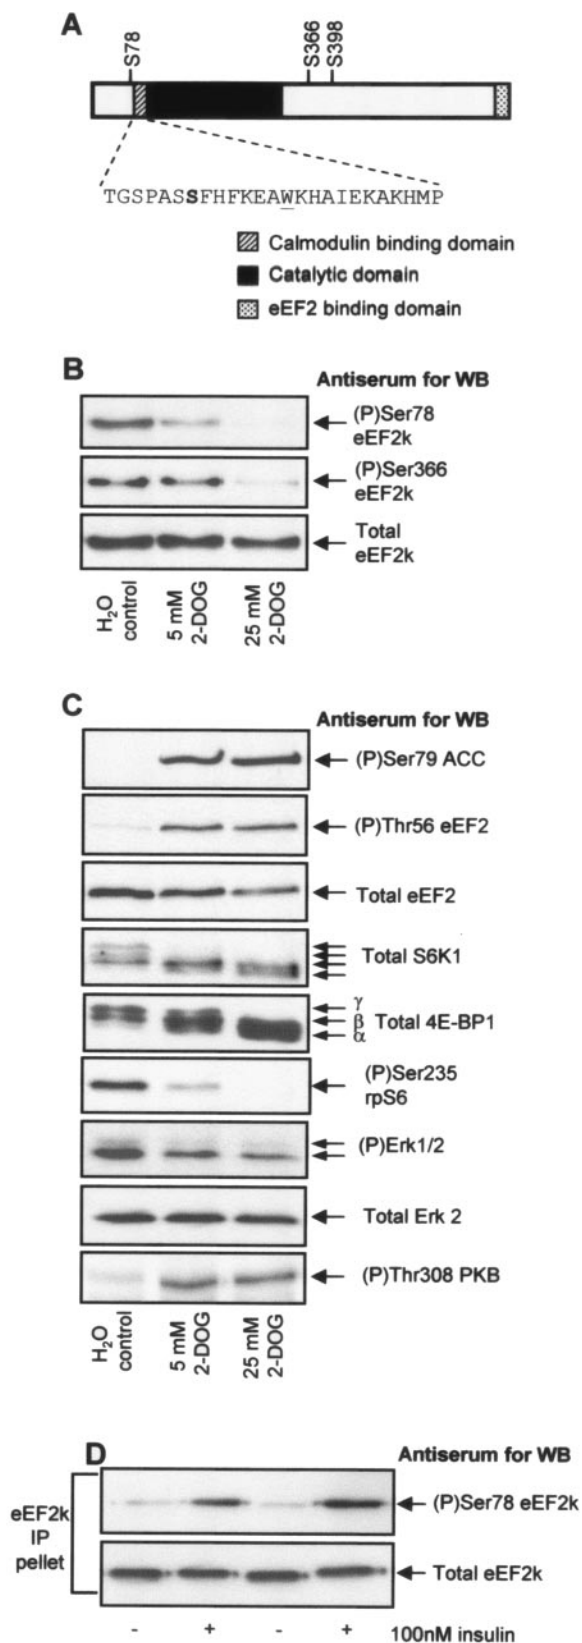 A
S78
S366
S398
TGSPASSFHFKEAWKHAIEKAKHMP
Calmodulin binding domain
Catalytic domain
eEF2 binding domain
B
Antiserum for WB
(P)Ser78
eEF2k
(P)Ser366
eEF2k
Total
eEF2k
H2O
control
5 mM
2-DOG
25 mM
2-DOG
C
Antiserum for WB
(P)Ser79 ACC
(P)Thr56 eEF2
Total eEF2
Total S6K1
γ
β Total 4E-BP1
α
(P)Ser235
rpS6
(P)Erk1/2
Total Erk 2
(P)Thr308 PKB
H2O
control
5 mM
2-DOG
25 mM
2-DOG
D
Antiserum for WB
eEF2k
IP
pellet
(P)Ser78 eEF2k
Total eEF2k
- + - + 100nM insulin